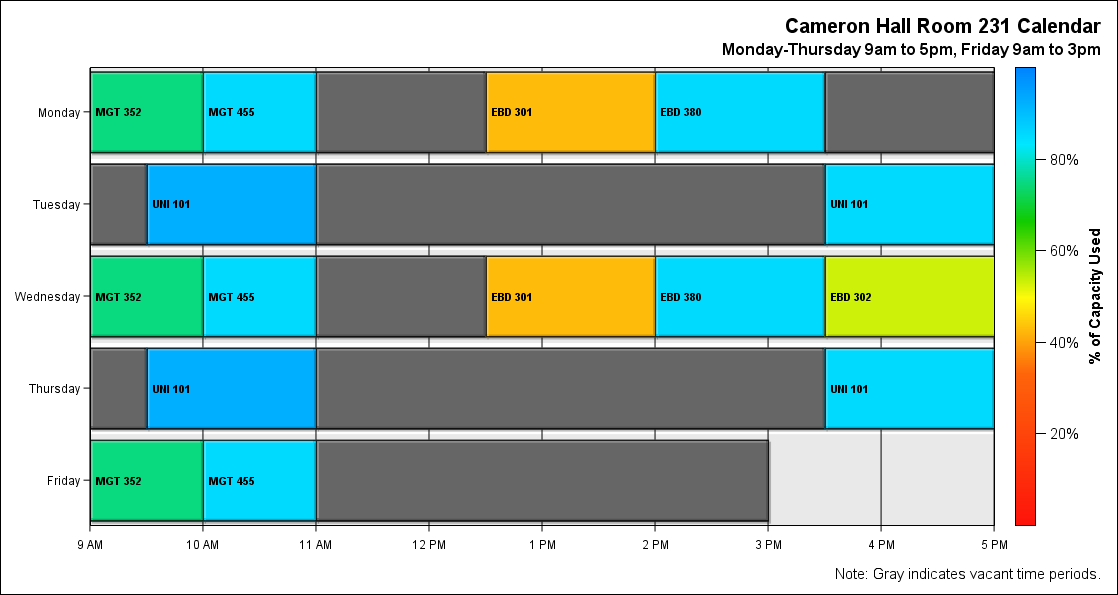 Cameron Hall Room 231 Calendar
Monday-Thursday 9am to 5pm, Friday 9am to 3pm
Monday
MGT 352
MGT 455
EBD 301
EBD 380
Tuesday
UNI 101
UNI 101
Wednesday
MGT 352
MGT 455
EBD 301
EBD 380
EBD 302
Thursday
UNI 101
UNI 101
Friday
MGT 352
MGT 455
9 AM
10 AM
11 AM
12 PM
1 PM
2 PM
3 PM
4 PM
5 PM
80%
60%
40%
20%
% of Capacity Used
Note: Gray indicates vacant time periods.